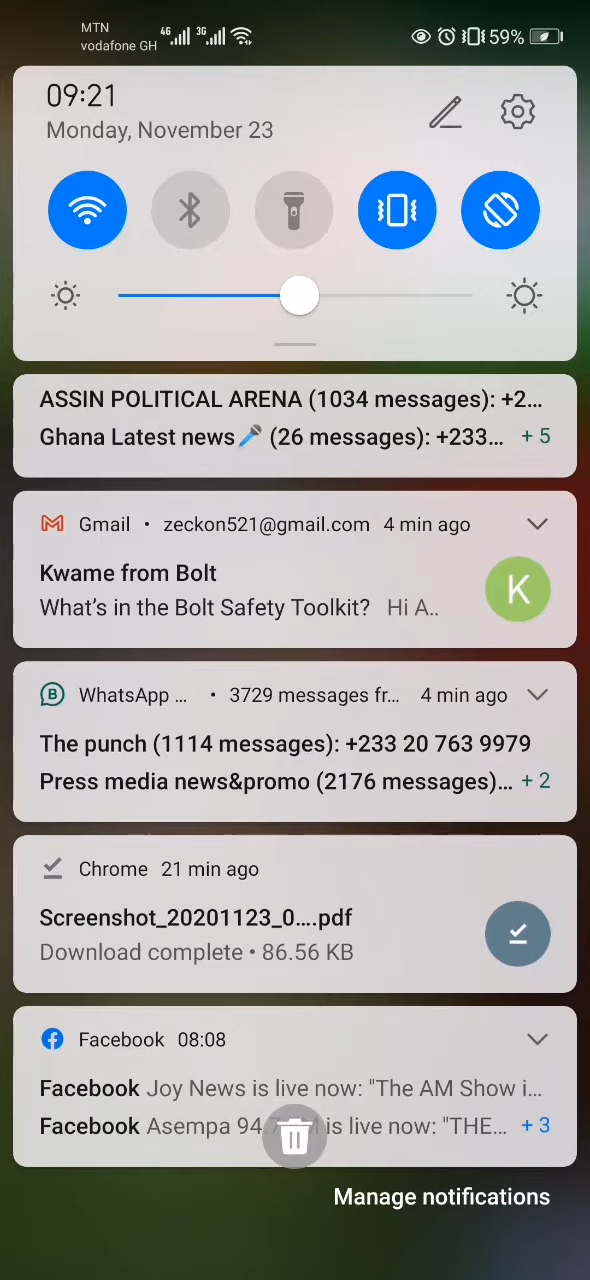 MTN
vodafone GH
4G
3G
59%
09:21
Monday, November 23
ASSIN POLITICAL ARENA (1034 messages): +2...
Ghana Latest news🎤 (26 messages): +233... + 5
Gmail • zeckon521@gmail.com 4 min ago
Kwame from Bolt
What's in the Bolt Safety Toolkit? Hi A..
K
B WhatsApp ... • 3729 messages fr... 4 min ago
The punch (1114 messages): +233 20 763 9979
Press media news&promo (2176 messages)... + 2
Chrome 21 min ago
Screenshot_20201123_0....pdf
Download complete • 86.56 KB
Facebook 08:08
Facebook Joy News is live now: "The AM Show i...
Facebook Asempa 94. is live now: "THE... + 3
Manage notifications